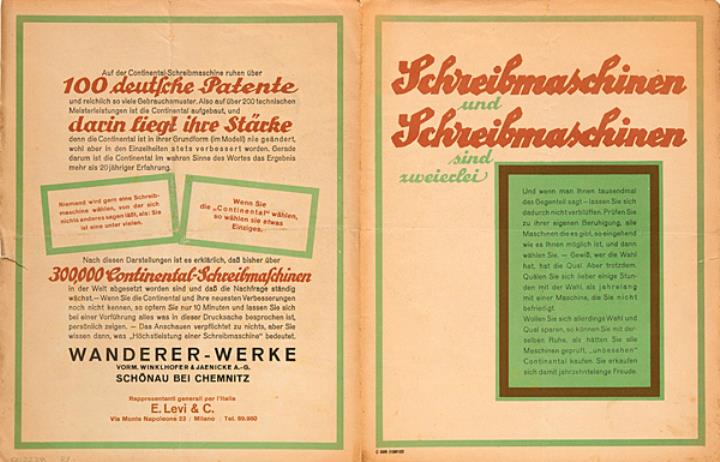 Auf der Continental-Schreibmaschine ruhen über
100 deutsche Patente
und reichlich so viele Gebrauchsmuster. Also auf über 200 technischen
Meisterleistungen ist die Continental aufgebaut, und
darin liegt ihre Stärke
denn die Continental ist in ihrer Grundform (im Modell) nie geändert,
wohl aber in den Einzelheiten stets verbessert worden. Gerade
darum ist die Continental im wahren Sinne des Wortes das Ergebnis
mehr als 20jähriger Erfahrung.
Niemand wird gern eine Schreib-
maschine wählen, von der sich
nichts anderes sagen läßt, als: Sie
ist eine unter vielen.
Wenn Sie
die „Continental" wählen,
so wählen sie etwas
Einziges.
Nach diesen Darstellungen ist es erklärlich, daß bisher über
300,000 Continental-Schreibmaschinen
in der Welt abgesetzt worden sind und daß die Nachfrage ständig
wächst. — Wenn Sie die Continental und ihre neuesten Verbesserungen
noch nicht kennen, so opfern Sie nur 10 Minuten und lassen Sie sich
bei einer Vorführung alles was in dieser Drucksache besprochen ist,
persönlich zeigen. — Das Anschauen verpflichtet zu nichts, aber Sie
wissen dann, was „Höchstleistung einer Schreibmaschine" bedeutet.
WANDERER-WERKE
VORM. WINKLHOFER & JAENICKE A.-G.
SCHÖNAU BEI CHEMNITZ
Rappresentanti generali per l'Italia
E. Levi & C.
Via Monte Napoleone 23 / Milano / Tel. 89.980
Schreibmaschinen
und
Schreibmaschinen
sind
zweierlei
Und wenn man Ihnen tausendmal
das Gegenteil sagt — lassen Sie sich
dadurch nicht verblüffen. Prüfen Sie
zu ihrer eigenen Beruhigung, alle
Maschinen die es gibt, so eingehend
wie es Ihnen möglich ist, und dann
wählen Sie. — Gewiß, wer die Wahl
hat, hat die Qual. Aber trotzdem.
Quälen Sie sich lieber einige Stun-
den mit der Wahl, als jahrelang
mit einer Maschine, die Sie nicht
befriedigt.
Wollen Sie sich allerdings Wahl und
Qual sparen, so können Sie mit der-
selben Ruhe, als hätten Sie alle
Maschinen geprüft, „unbesehen"
Continental kaufen. Sie erkaufen
sich damit jahrzehntelange Freude.